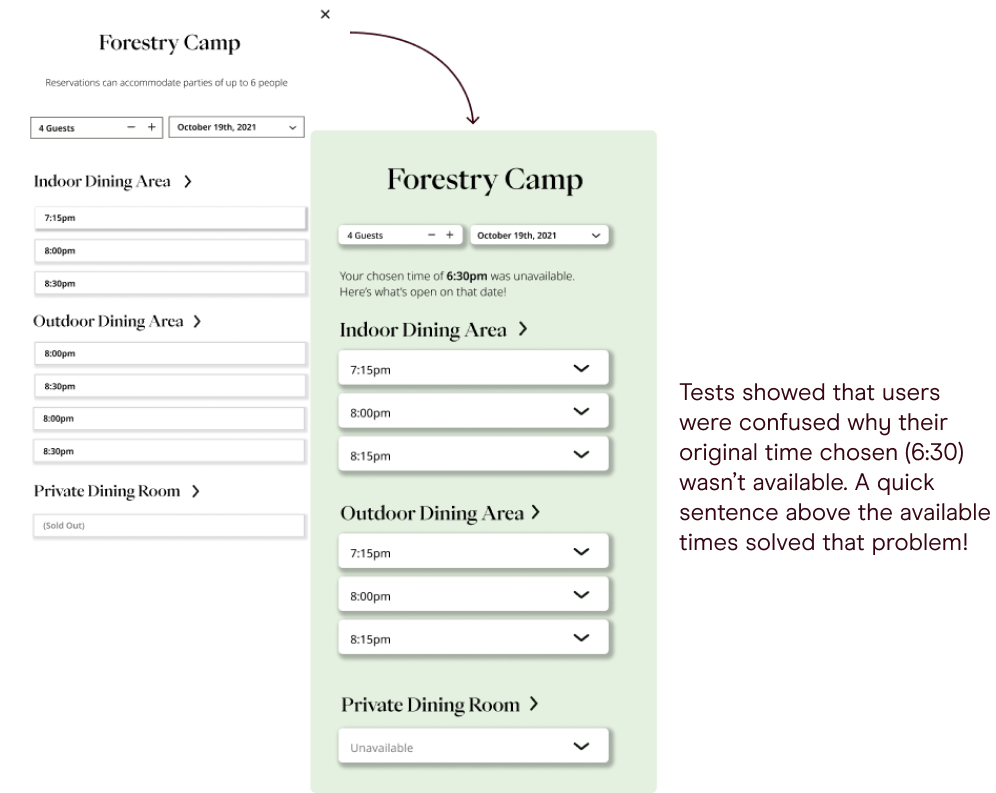 Forestry Camp
Reservations can accommodate parties of up to 6 people
4 Guests − +
October 19th, 2021
Indoor Dining Area
7:15pm
8:00pm
8:30pm
Outdoor Dining Area
8:00pm
8:30pm
8:00pm
8:30pm
Private Dining Room
(Sold Out)
Forestry Camp
4 Guests − +
October 19th, 2021
Your chosen time of 6:30pm was unavailable.
Here's what's open on that date!
Indoor Dining Area
7:15pm
8:00pm
8:15pm
Outdoor Dining Area
7:15pm
8:00pm
8:15pm
Private Dining Room
Unavailable
Tests showed that users
were confused why their
original time chosen (6:30)
wasn't available. A quick
sentence above the available
times solved that problem!